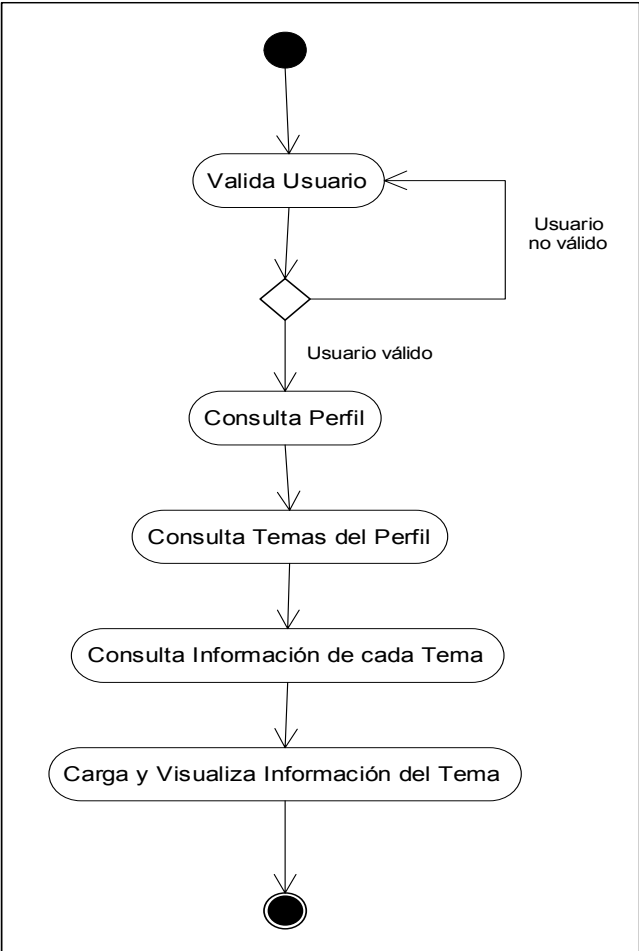 Valida Usuario
Usuario
no válido
Usuario válido
Consulta Perfil
Consulta Temas del Perfil
Consulta Información de cada Tema
Carga y Visualiza Información del Tema